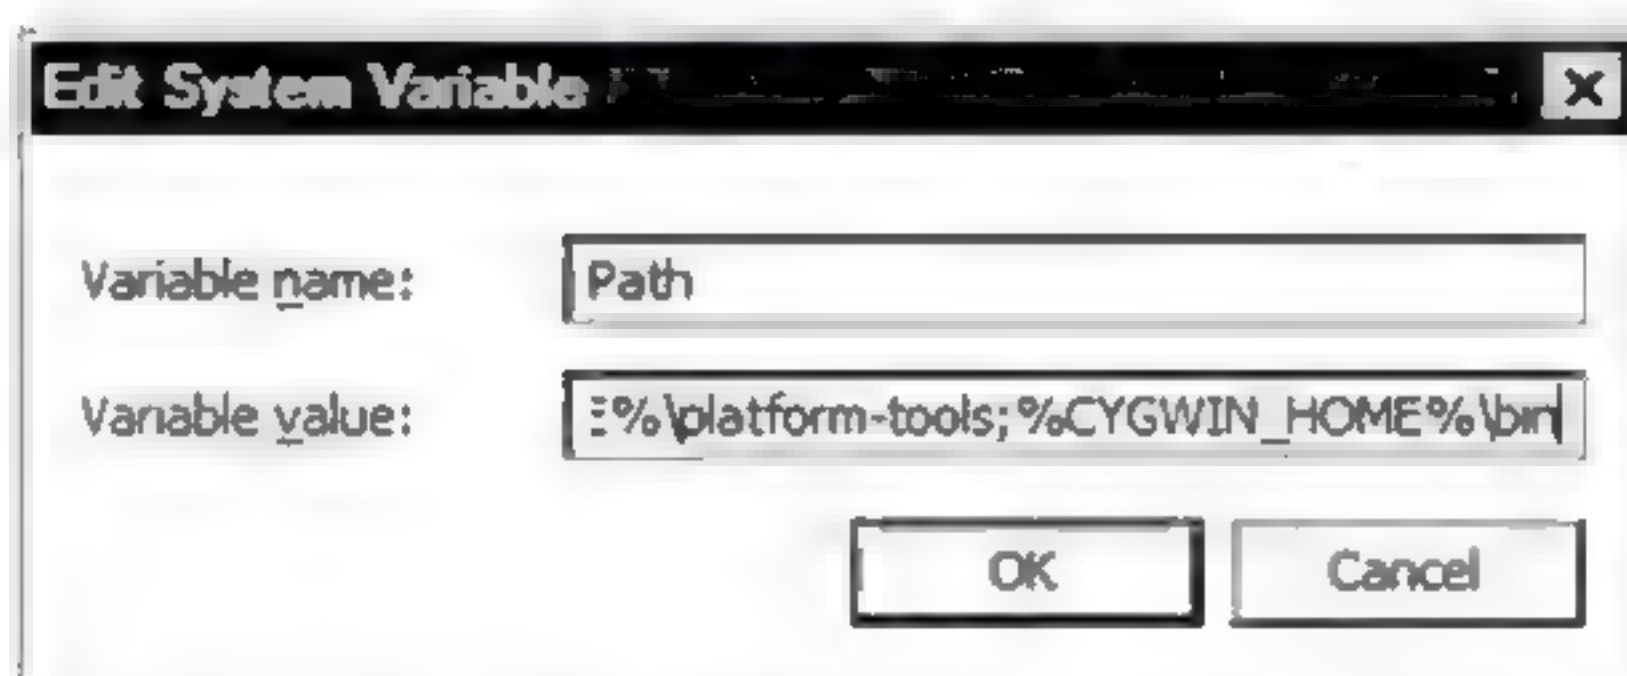 Edit System Variable
Variable name: Path
Variable value: E%\platform-tools;%CYGWIN_HOME%\bin
OK Cancel